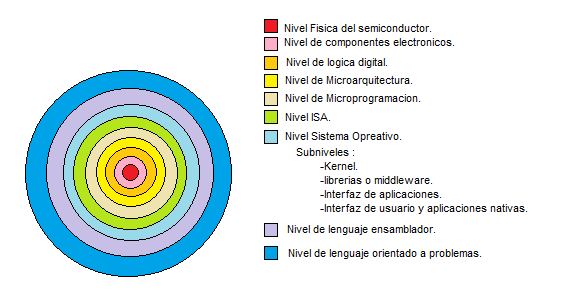 Nivel Fisica del semiconductor.
Nivel de componentes electronicos.
Nivel de logica digital.
Nivel de Microarquitectura.
Nivel de Microprogramacion.
Nivel ISA.
Nivel Sistema Opreativo.
Subniveles :
-Kernel.
-librerias o middleware.
-Interfaz de aplicaciones.
-Interfaz de usuario y aplicaciones nativas.
Nivel de lenguaje ensamblador.
Nivel de lenguaje orientado a problemas.